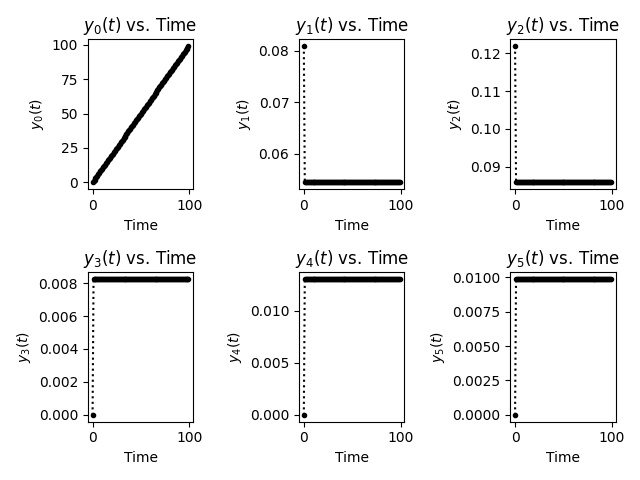 y₀(t) vs. Time
y₁(t) vs. Time
y₂(t) vs. Time
100
75
50
25
0
y₀(t)
0 100
Time
0.08
0.07
0.06
y₁(t)
0 100
Time
0.12
0.11
0.10
0.09
y₂(t)
0 100
Time
y₃(t) vs. Time
y₄(t) vs. Time
y₅(t) vs. Time
0.008
0.006
0.004
0.002
0.000
y₃(t)
0 100
Time
0.010
0.005
0.000
y₄(t)
0 100
Time
0.0100
0.0075
0.0050
0.0025
0.0000
y₅(t)
0 100
Time